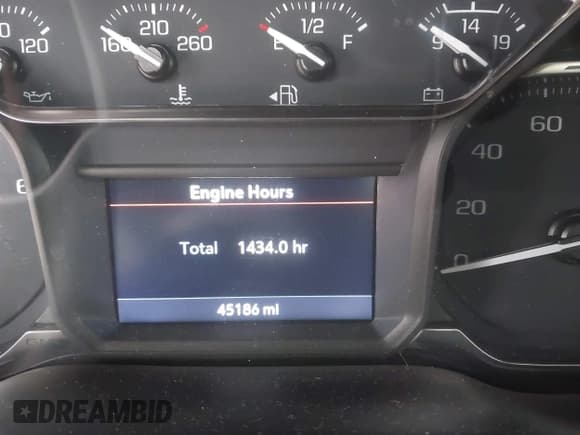 120
160 210 260
E 1/2 F
9 14 19
60
40
20
0
Engine Hours
Total 1434.0 hr
45186 mi
DREAMBID